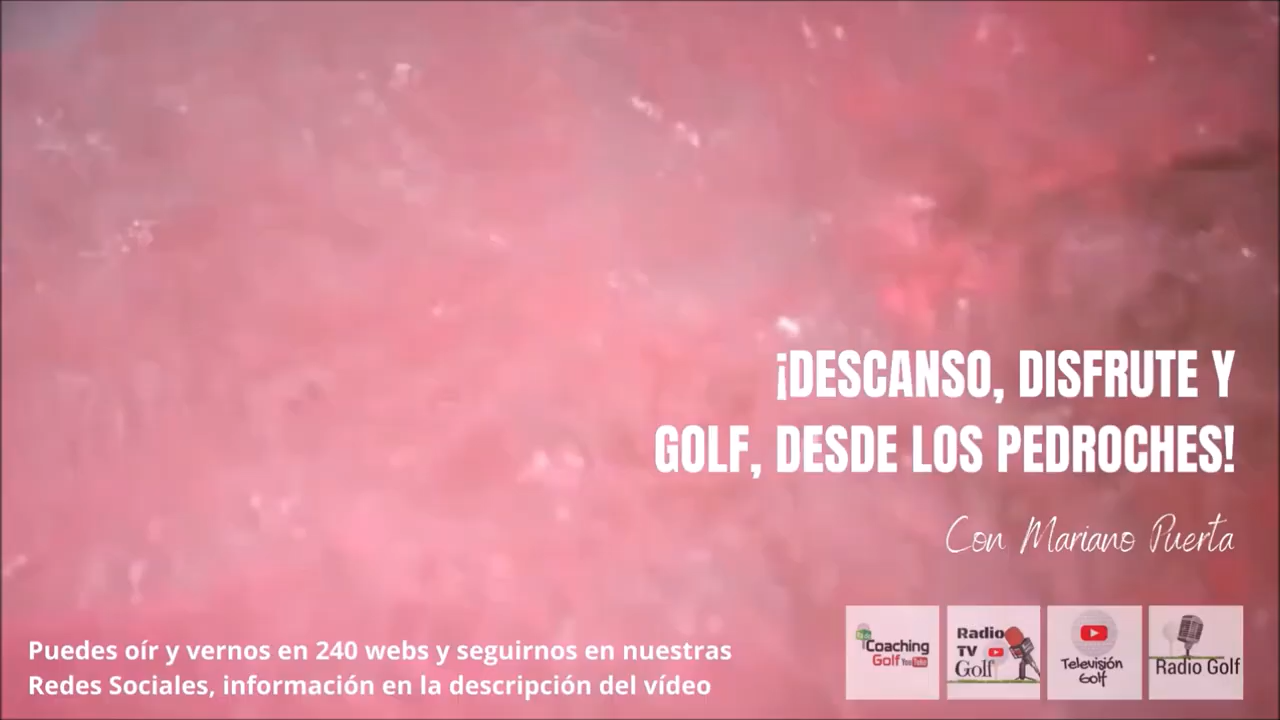 ¡DESCANSO, DISFRUTE Y
GOLF, DESDE LOS PEDROCHES!
Con Mariano Puerta
Puedes oír y vernos en 240 webs y seguirnos en nuestras
Redes Sociales, información en la descripción del vídeo
Coaching
Golf YouTube
Radio
TV
Golf
Televisión
Golf
Radio Golf